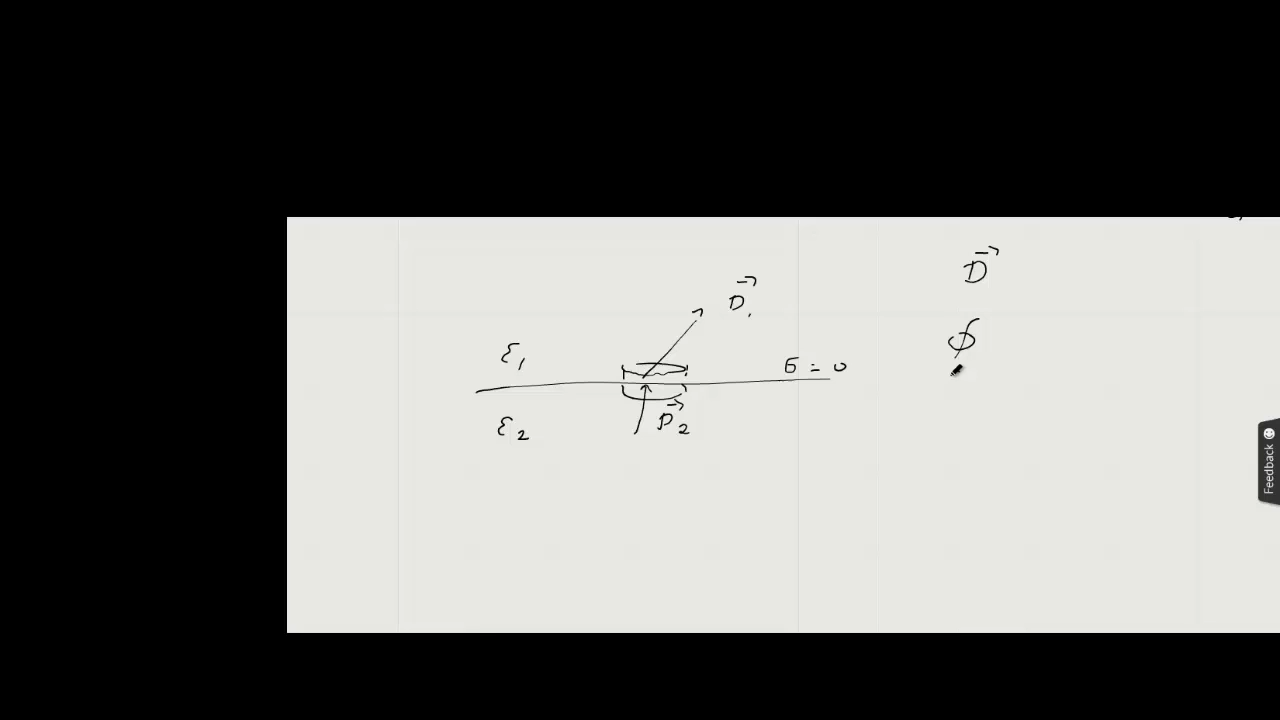 D⃗
∮
D⃗₁
ε₁
σ = 0
ε₂
D⃗₂
Feedback